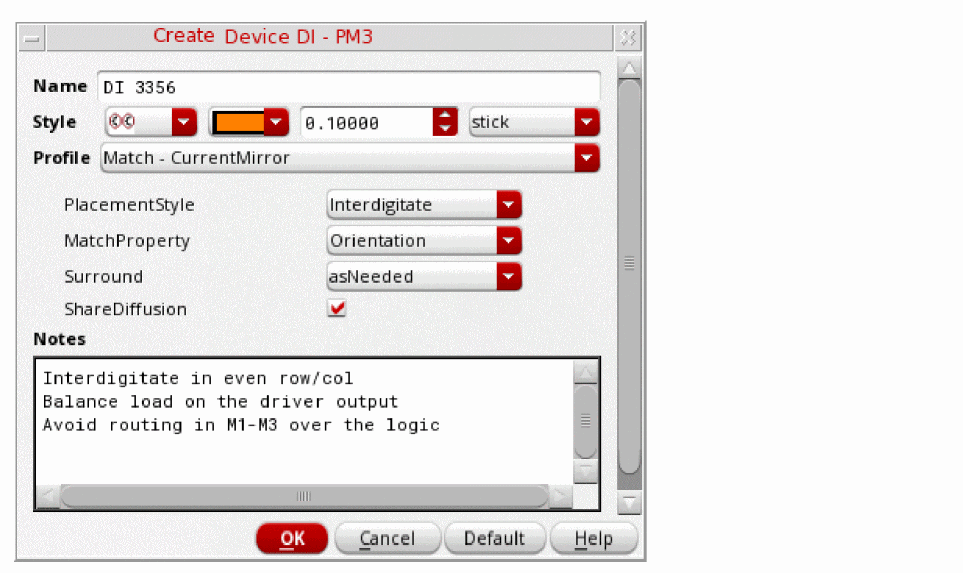 Create Device DI - PM3
Name DI 3356
Style 0.10000 stick
Profile Match - CurrentMirror
PlacementStyle Interdigitate
MatchProperty Orientation
Surround asNeeded
ShareDiffusion
Notes
Interdigitate in even row/col
Balance load on the driver output
Avoid routing in M1-M3 over the logic
OK Cancel Default Help